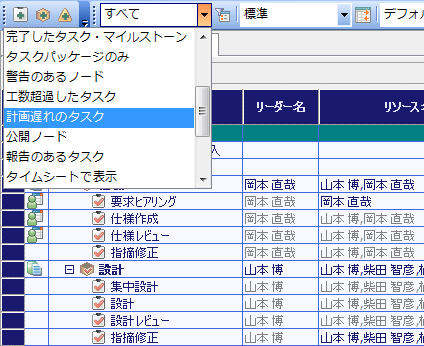 すべて 標準 デフォル
完了したタスク・マイルストーン
タスクパッケージのみ
警告のあるノード
工数超過したタスク
計画遅れのタスク
公開ノード
報告のあるタスク
タイムシートで表示
リーダー名 リソース
入
岡本 直哉 山本 博,岡本 直哉
要求ヒアリング 岡本 直哉 岡本 直哉
仕様作成 岡本 直哉 山本 博,岡本 直哉
仕様レビュー 岡本 直哉 山本 博,岡本 直哉
指摘修正 岡本 直哉 山本 博,岡本 直哉
設計 山本 博 山本 博,柴田 智彦,
集中設計 山本 博 山本 博,柴田 智彦,
設計 山本 博 山本 博,柴田 智彦,
設計レビュー 山本 博 山本 博,柴田 智彦,
指摘修正 山本 博 山本 博,柴田 智彦,